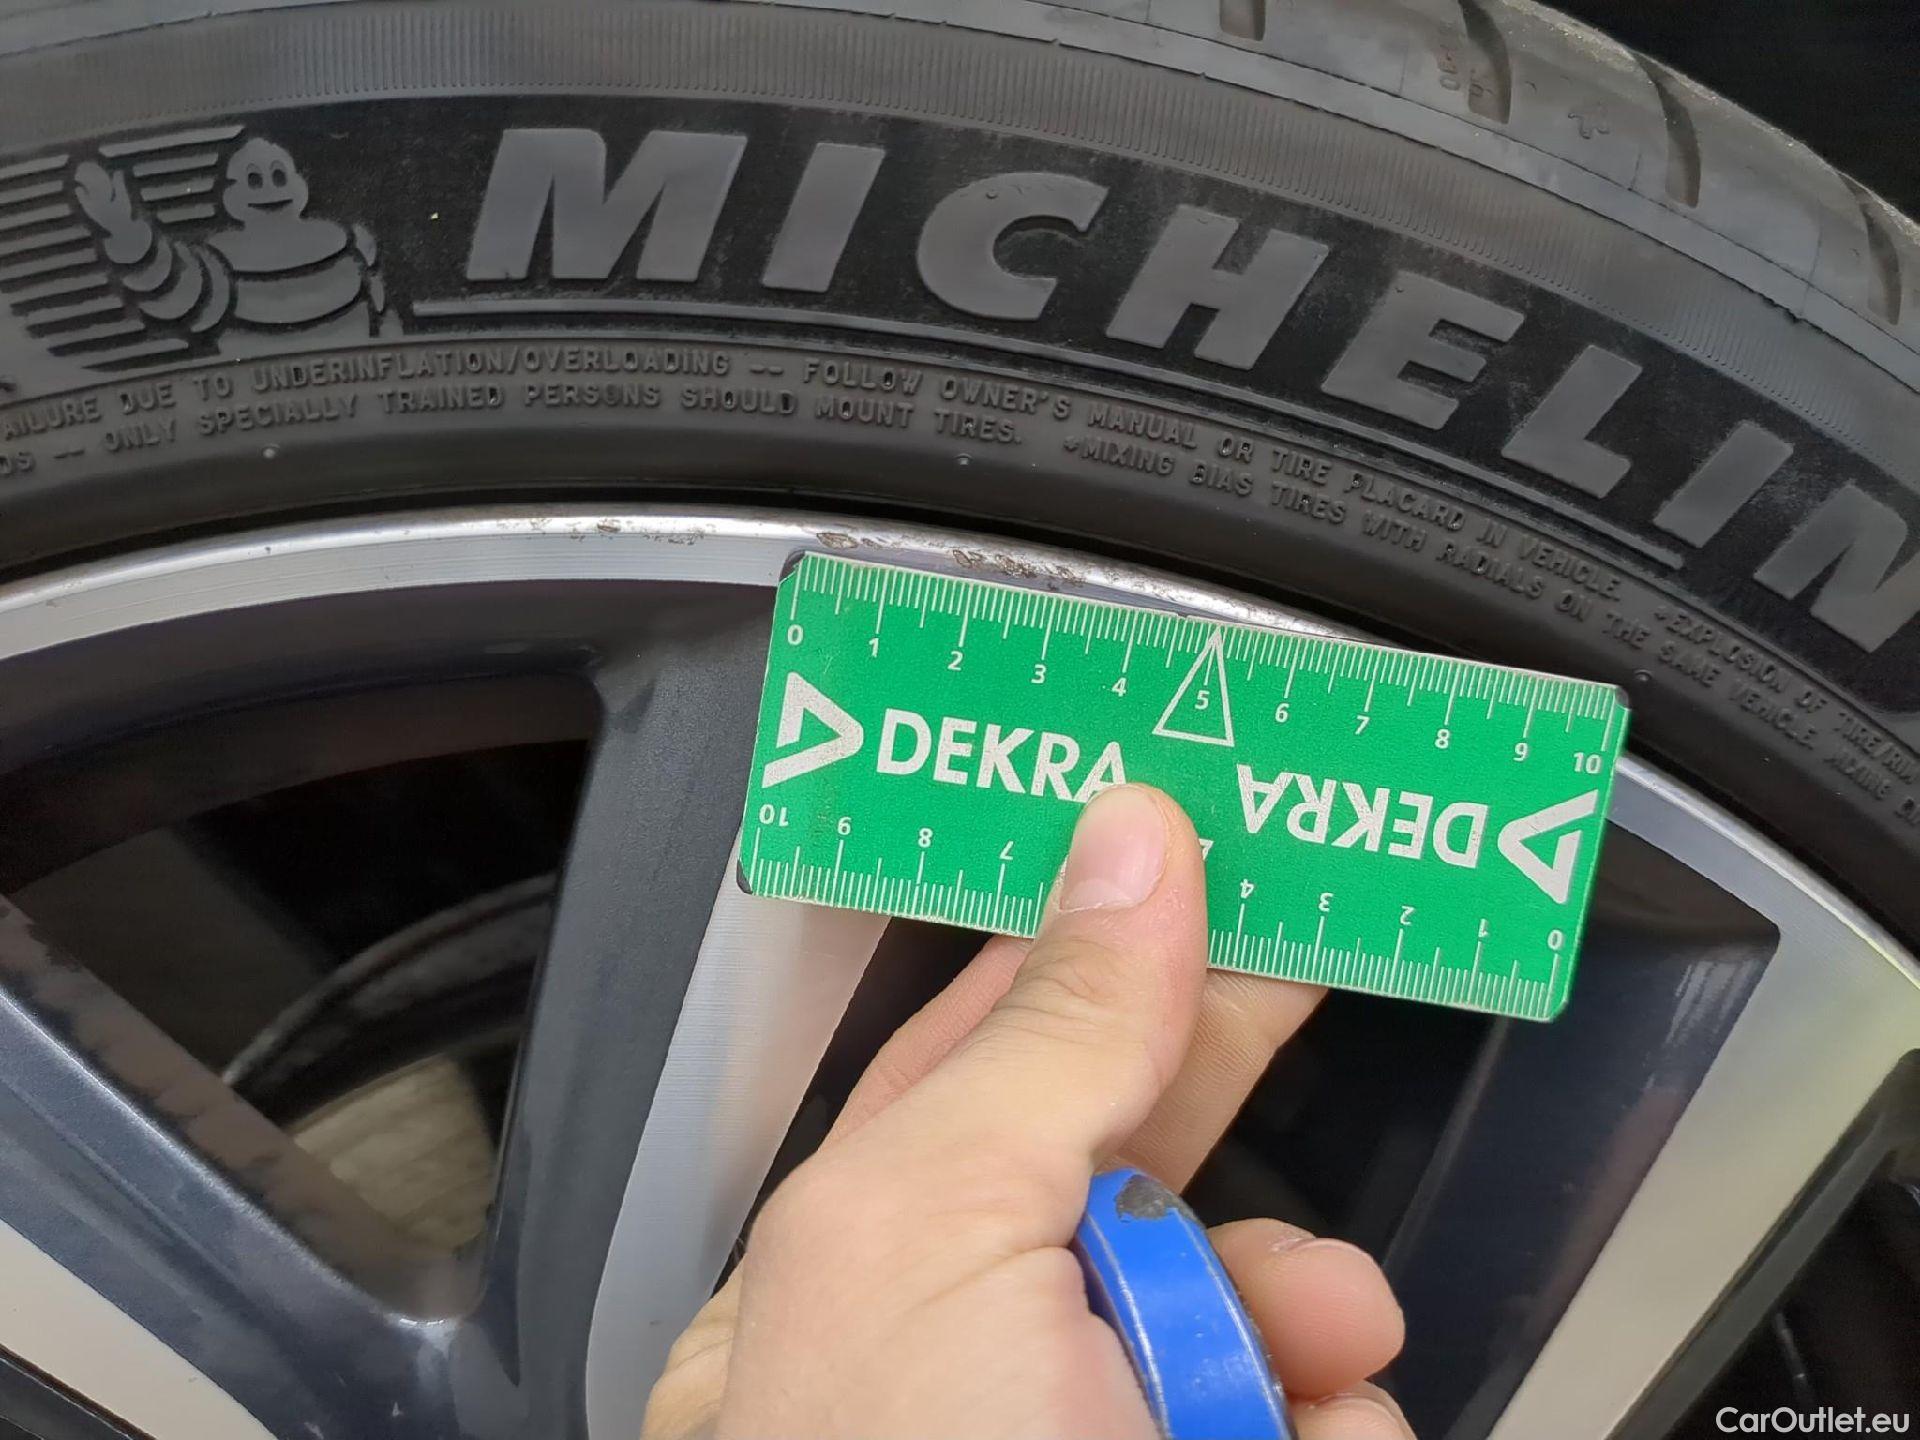 MICHELIN
AILURE DUE TO UNDERINFLATION/OVERLOADING -- FOLLOW OWNER'S MANUAL OR TIRE PLACARD IN VEHICLE. *EXPLOSION OF TIRE/RIM
DS -- ONLY SPECIALLY TRAINED PERSONS SHOULD MOUNT TIRES. *MIXING BIAS TIRES WITH RADIALS ON THE SAME VEHICLE. MIXING
0 1 2 3 4 5 6 7 8 9 10
DEKRA DEKRA
10 9 8 7 4 3 2 1 0
CarOutlet.eu